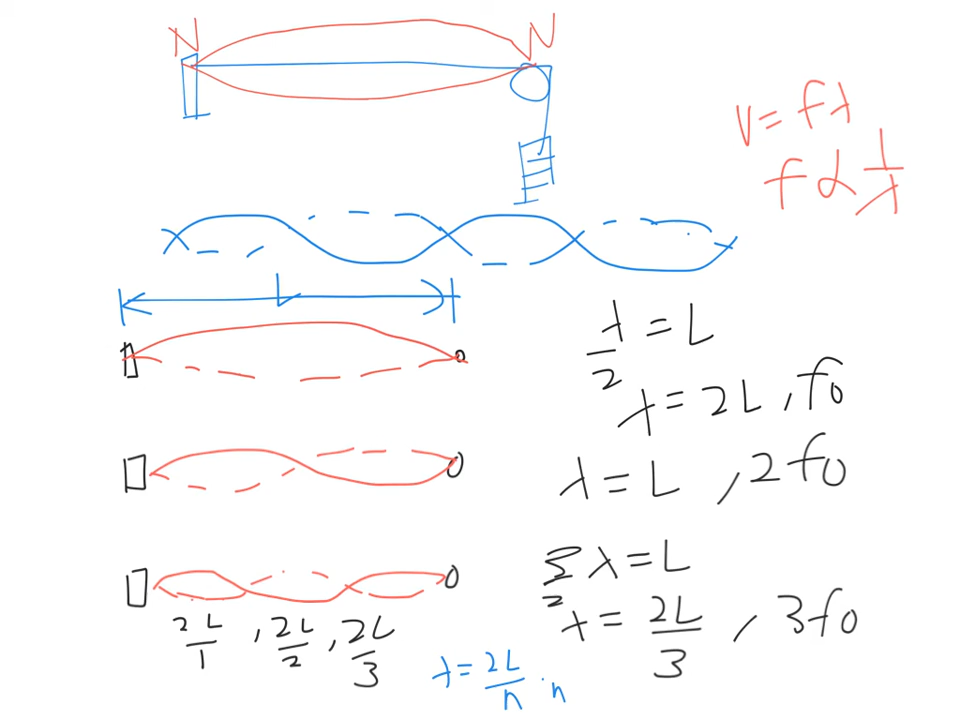 N N
v = fλ
f α 1/λ
L
λ/2 = L
λ = 2L , f0
λ = L , 2f0
3/2 λ = L
λ = 2L/3 , 3f0
2L/1 , 2L/2 , 2L/3
λ = 2L/n . n